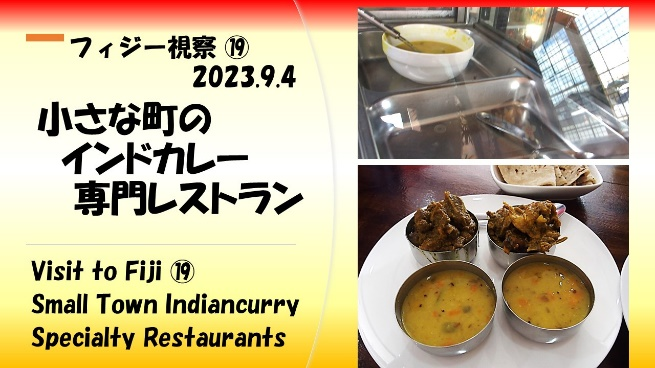 フィジー視察 ⑲
2023.9.4
小さな町の
インドカレー
専門レストラン
Visit to Fiji ⑲
Small Town Indiancurry
Specialty Restaurants